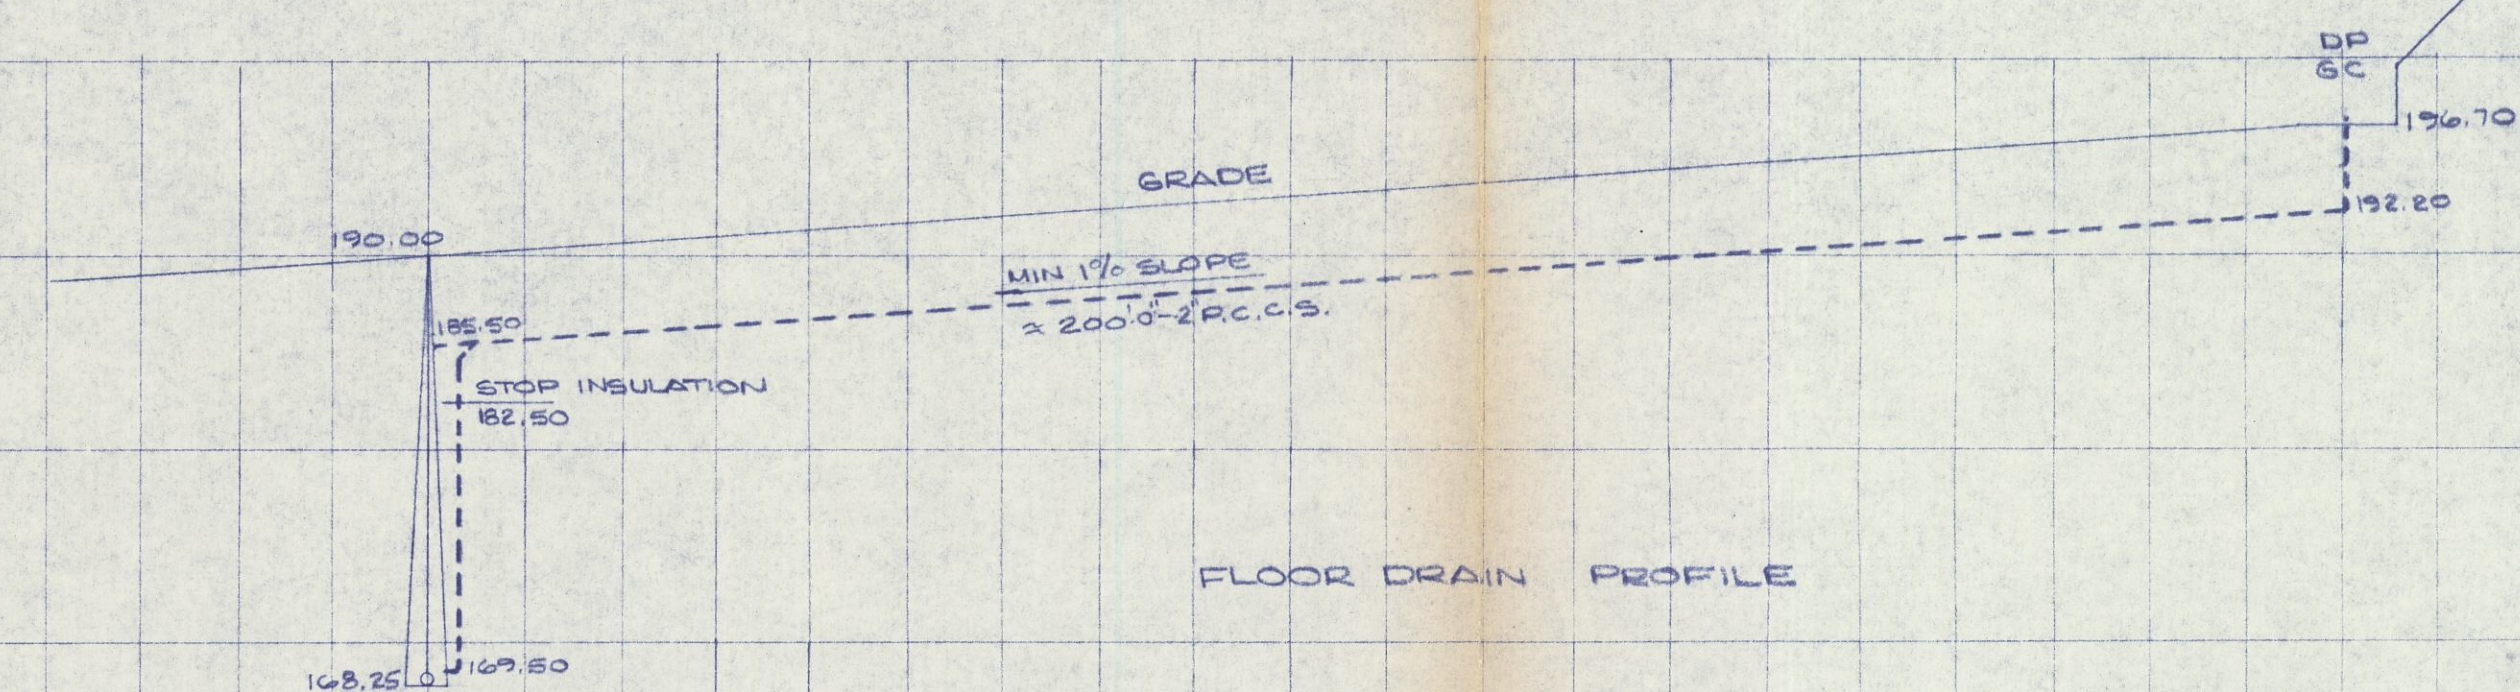 DP
GC
196.70
GRADE
192.20
190.00
MIN 1% SLOPE
≈ 200'-0"-2" P.C.C.S.
185.50
STOP INSULATION
182.50
FLOOR DRAIN PROFILE
169.50
168.25